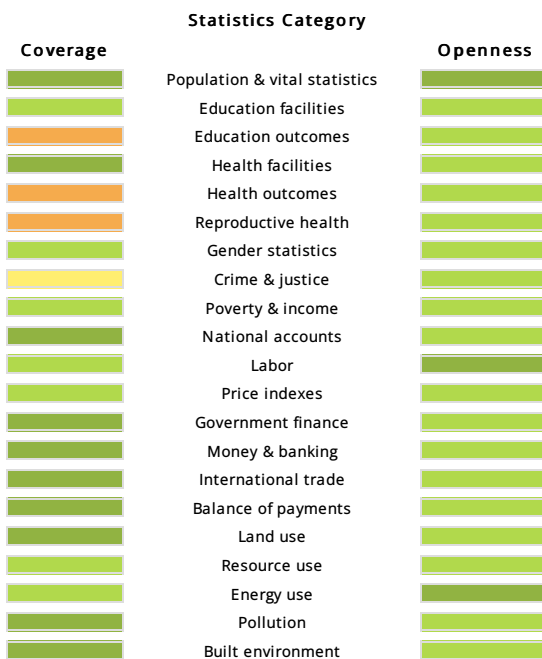 Statistics Category
Coverage Openness
Population & vital statistics
Education facilities
Education outcomes
Health facilities
Health outcomes
Reproductive health
Gender statistics
Crime & justice
Poverty & income
National accounts
Labor
Price indexes
Government finance
Money & banking
International trade
Balance of payments
Land use
Resource use
Energy use
Pollution
Built environment